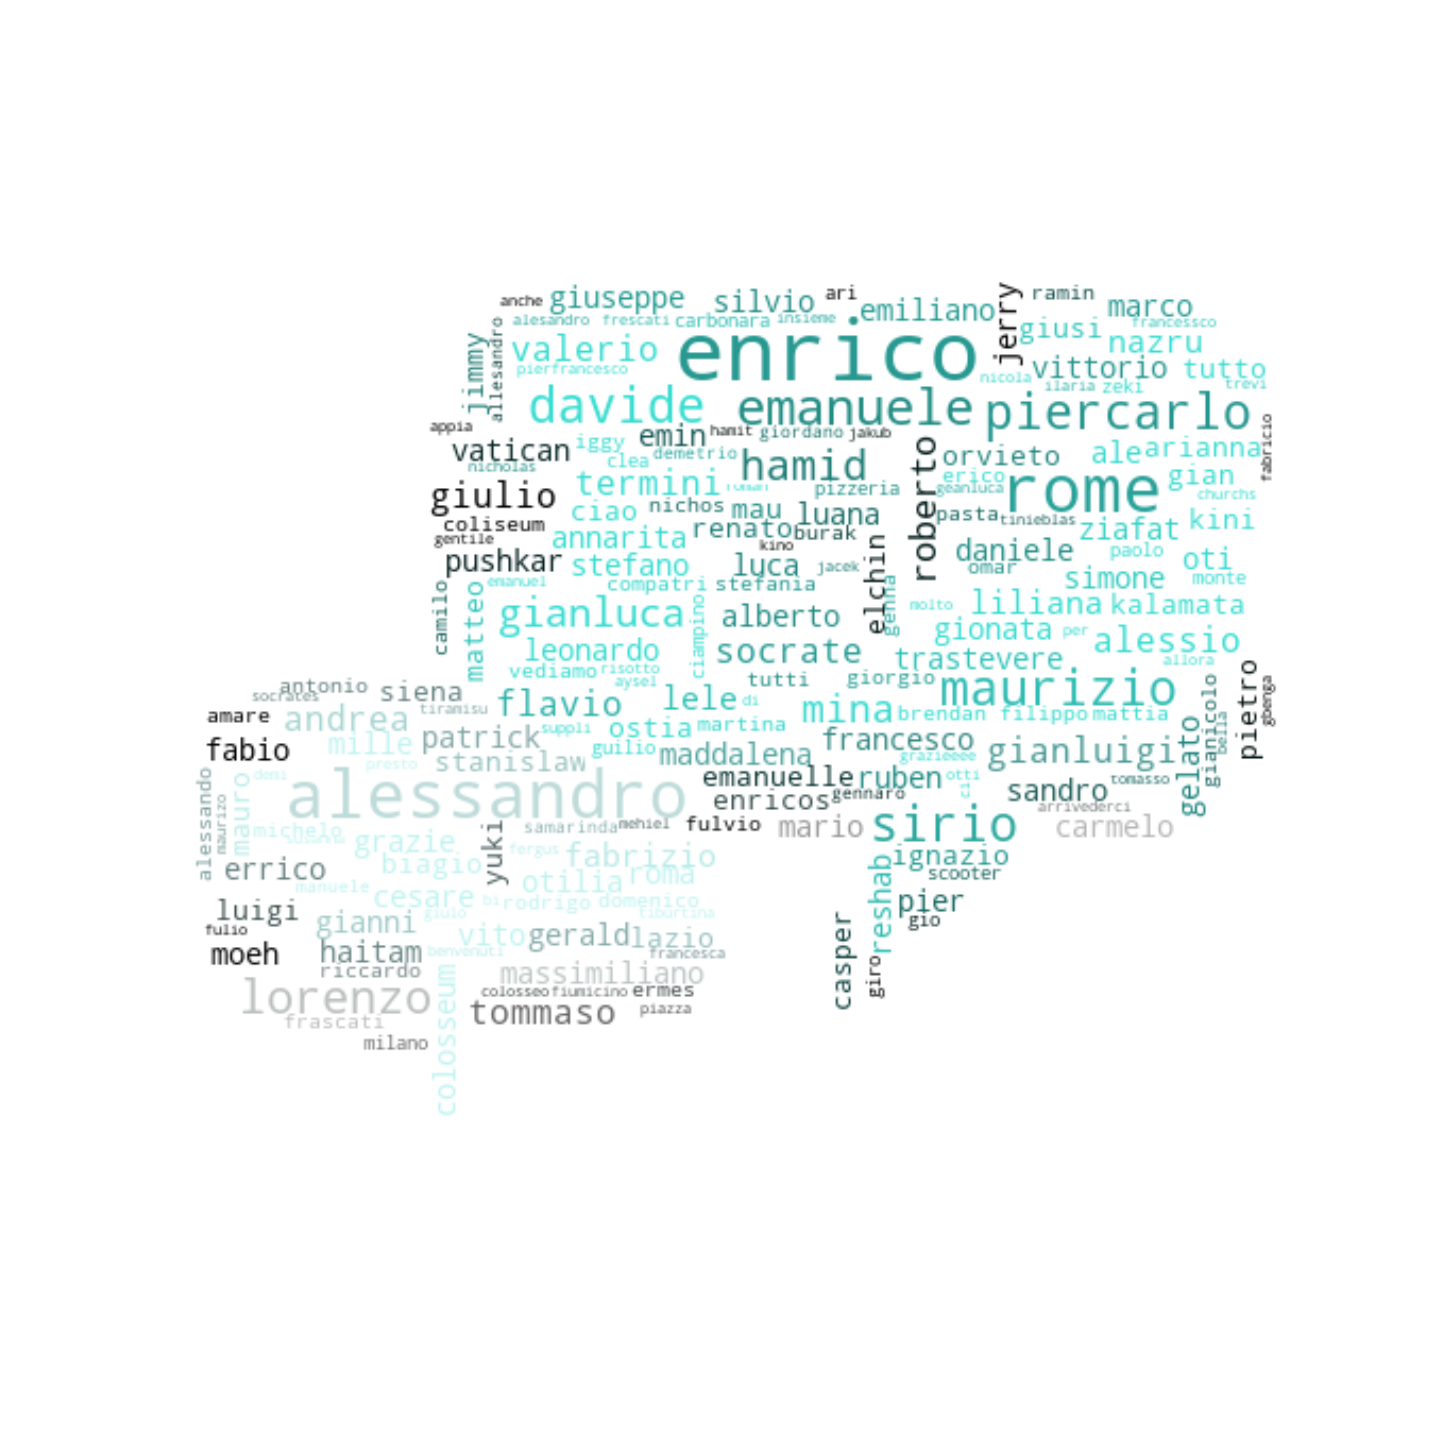 anche
giuseppe
silvio
ari
emiliano
jerry
ramin
marco
alesandro
frescati
carbonara
insieme
giusi
francessco
nazru
jimmy
allesandro
valerio
enrico
vittorio
tutto
pierfrancesco
nicola
ilaria
zeki
trevi
davide
emanuele
piercarlo
appia
vatican
iggy
emin
hamit
giordano
jakub
roberto
orvieto
ale
arianna
fabricio
nicholas
clea
demetrio
hamid
erico
rome
gian
giulio
termini
roman
pizzeria
geanluca
churchs
coliseum
ciao
nichos
mau
luana
pasta
tinieblas
ziafat
kini
gentile
annarita
renato
burak
kino
daniele
paolo
oti
pushkar
stefano
luca
jacek
elchin
omar
simone
monte
camilo
matteo
emanuel
compatri
stefania
genna
molto
liliana
kalamata
gianluca
ciampino
alberto
gionata
per
alessio
leonardo
socrate
trastevere
allora
vediamo
risotto
aysel
tutti
giorgio
maurizio
pietro
gbenga
antonio
socrates
siena
tiramisu
flavio
lele
di
mina
brendan
filippo
mattia
gelato
gianicolo
bella
amare
andrea
suppli
ostia
martina
fabio
mille
patrick
guilio
maddalena
francesco
grazieeee
gianluigi
stanislaw
alessando
maurizo
mauro
demi
presto
alessandro
emanuelle
ruben
otti
ci
sandro
tomasso
enricos
gennaro
arrivederci
michelo
yuki
samarinda
mehiel
fulvio
mario
sirio
carmelo
grazie
fergus
fabrizio
ignazio
errico
biagio
otilia
roma
reshab
scooter
manuele
cesare
bi
rodrigo
domenico
pier
luigi
gianni
giulo
tiburtina
gio
fulio
vito
gerald
lazio
casper
moeh
haitam
benvenuti
francesca
giro
riccardo
colosseum
massimiliano
lorenzo
colosseo
fiumicino
ermes
frascati
tommaso
piazza
milano